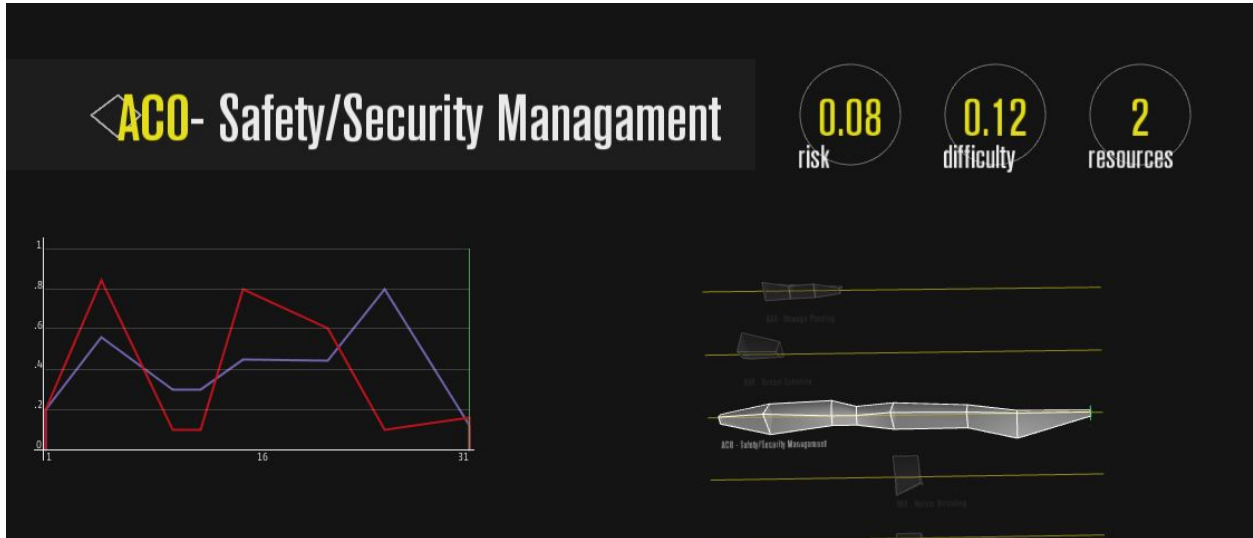 ACO- Safety/Security Managament
0.08
risk
0.12
difficulty
2
resources
1
.8
.6
.4
.2
0
1
16
31
ACO - Safety/Security Management